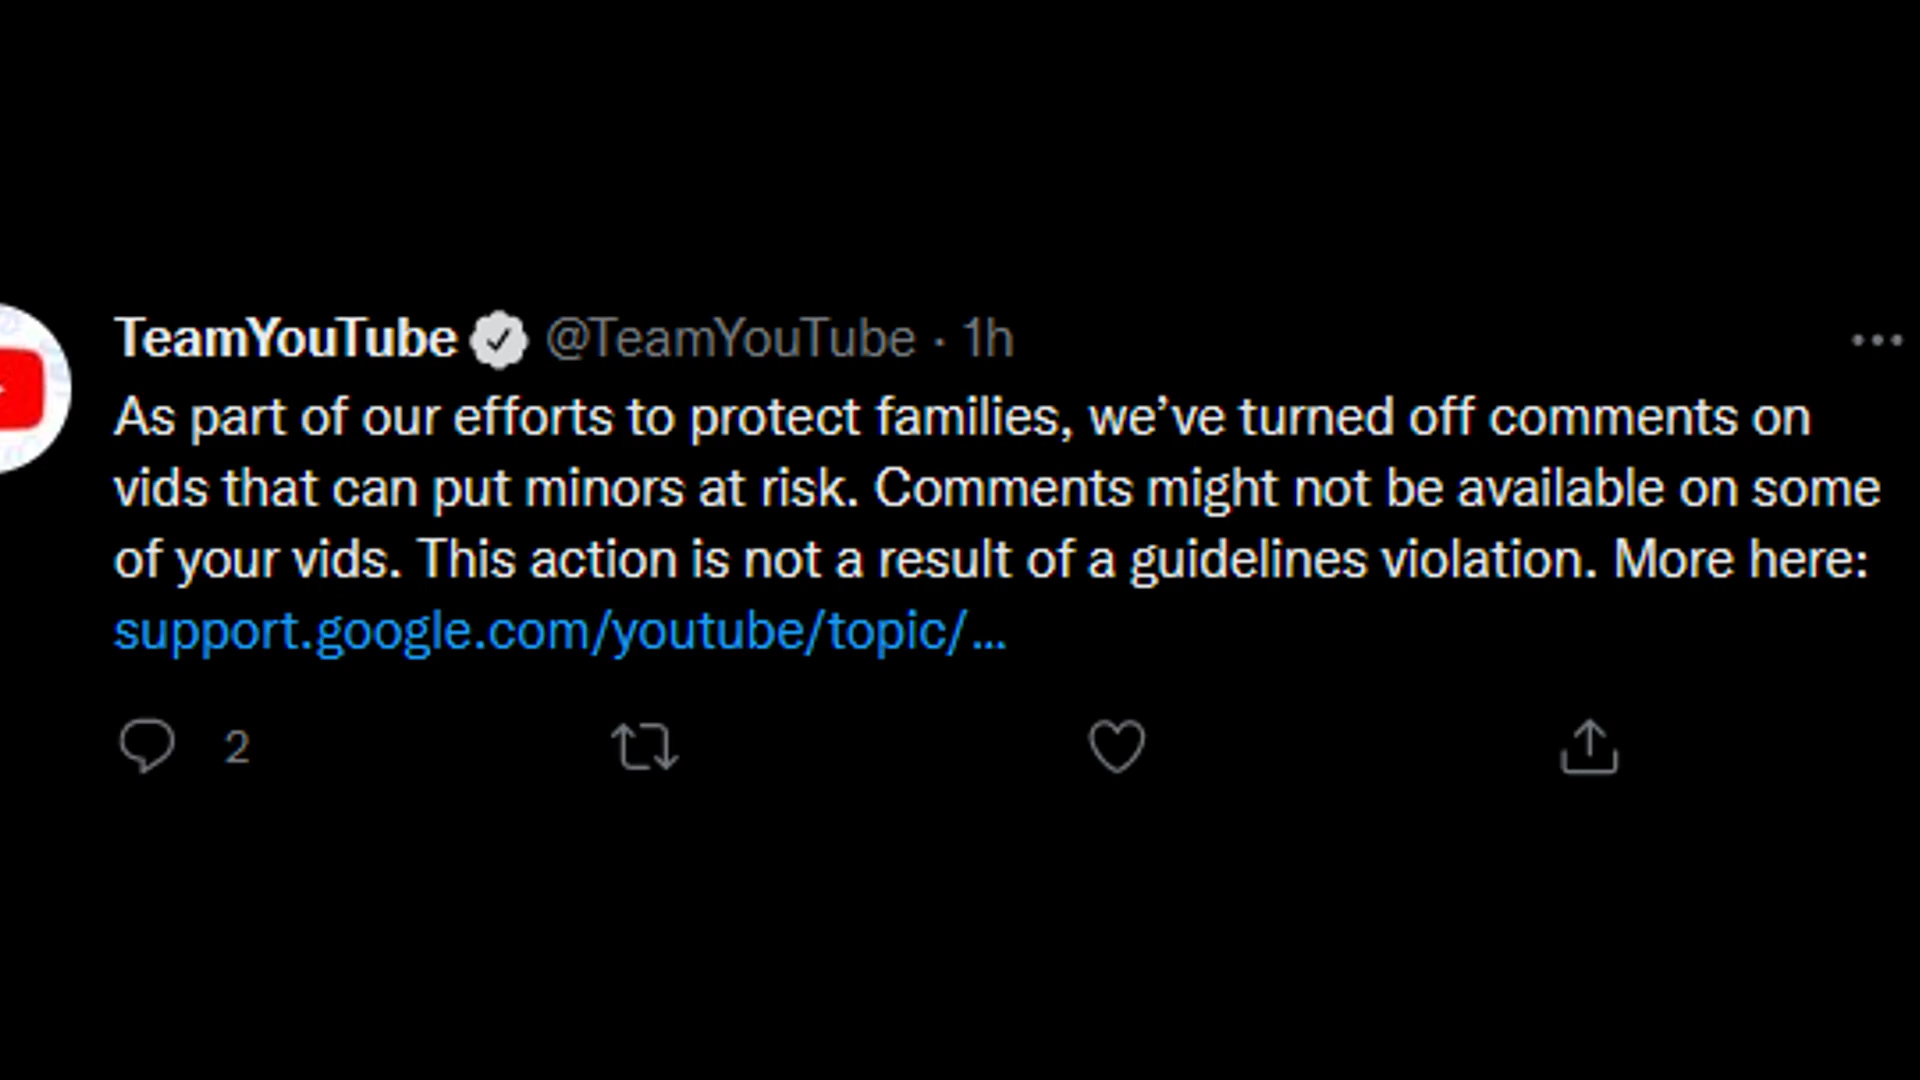 TeamYouTube @TeamYouTube · 1h
As part of our efforts to protect families, we’ve turned off comments on
vids that can put minors at risk. Comments might not be available on some
of your vids. This action is not a result of a guidelines violation. More here:
support.google.com/youtube/topic/…
2